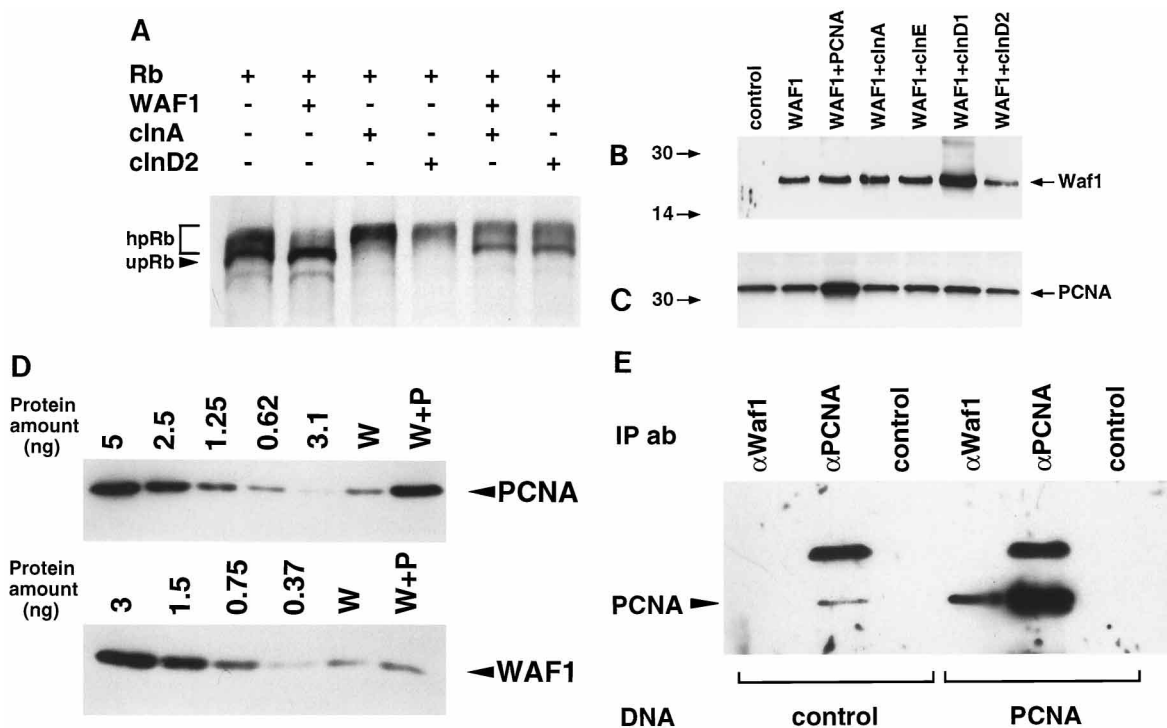 A
Rb + + + + + +
WAF1 - + - - + +
clnA - - + - + -
clnD2 - - - + - +
hpRb
upRb
control
WAF1
WAF1+PCNA
WAF1+clnA
WAF1+clnE
WAF1+clnD1
WAF1+clnD2
B
30
14
Waf1
C
30
PCNA
D
Protein amount (ng)
5 2.5 1.25 0.62 3.1 W W+P
PCNA
Protein amount (ng)
3 1.5 0.75 0.37 W W+P
WAF1
E
IP ab
αWaf1 αPCNA control αWaf1 αPCNA control
PCNA
DNA control PCNA